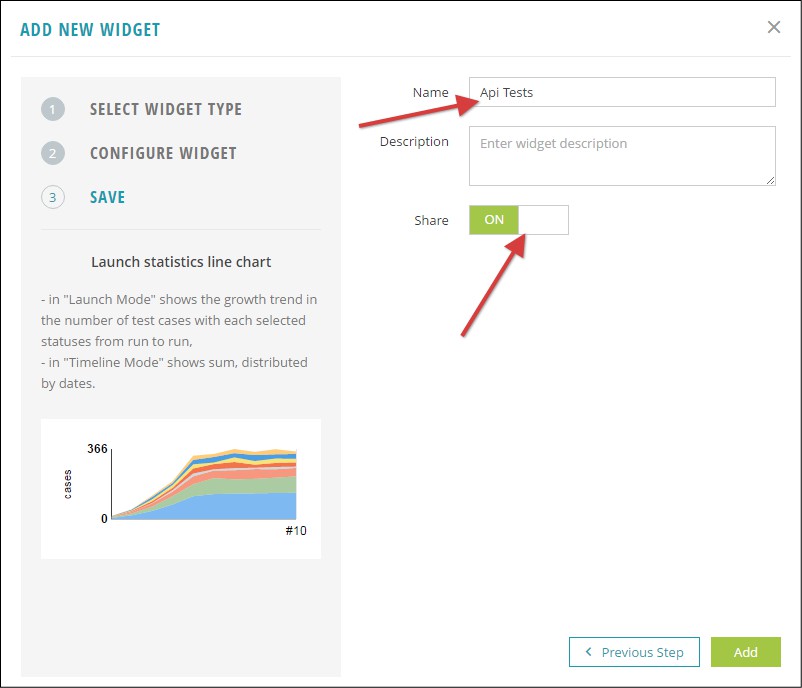 ADD NEW WIDGET
1 SELECT WIDGET TYPE
2 CONFIGURE WIDGET
3 SAVE
Launch statistics line chart
- in "Launch Mode" shows the growth trend in
the number of test cases with each selected
statuses from run to run,
- in "Timeline Mode" shows sum, distributed
by dates.
366
cases
0
#10
Name Api Tests
Description Enter widget description
Share ON
Previous Step Add